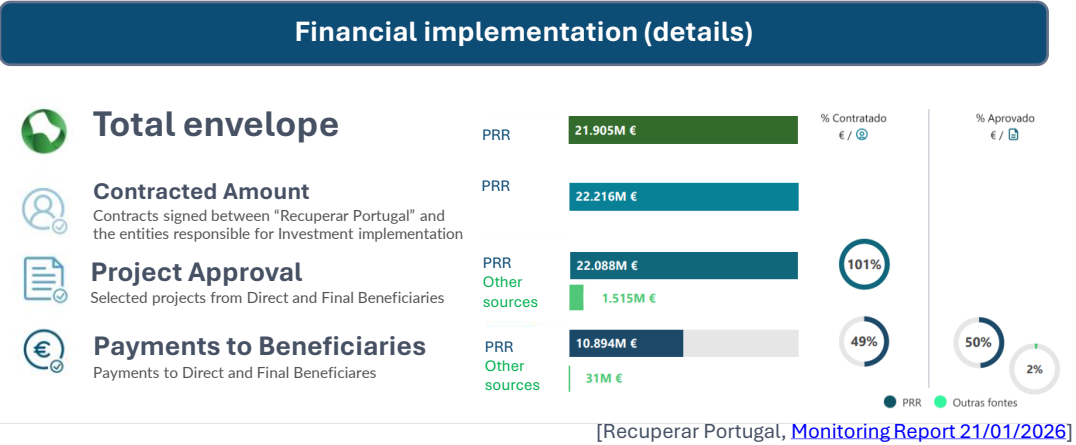 Financial implementation (details)
Total envelope
PRR
21.905M €
% Contratado
€ /
% Aprovado
€ /
Contracted Amount
Contracts signed between “Recuperar Portugal” and
the entities responsible for Investment implementation
PRR
22.216M €
Project Approval
Selected projects from Direct and Final Beneficiaries
PRR
22.088M €
Other
sources
1.515M €
101%
Payments to Beneficiaries
Payments to Direct and Final Beneficiares
PRR
10.894M €
Other
sources
31M €
49%
50%
2%
PRR
Outras fontes
[Recuperar Portugal, Monitoring Report 21/01/2026]